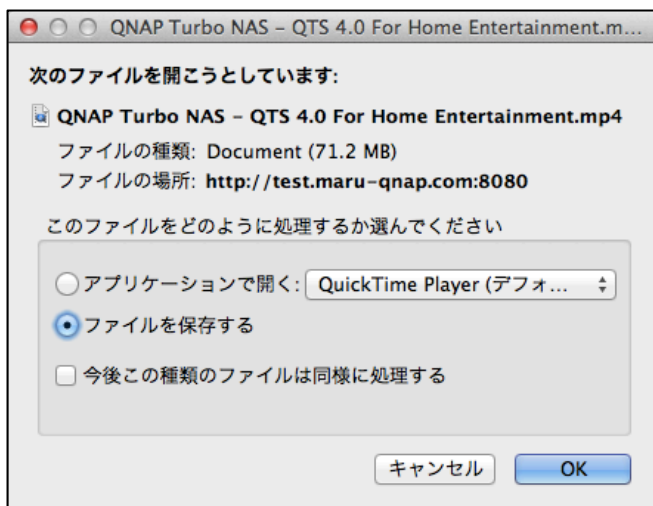 QNAP Turbo NAS – QTS 4.0 For Home Entertainment.m...
次のファイルを開こうとしています:
QNAP Turbo NAS – QTS 4.0 For Home Entertainment.mp4
ファイルの種類: Document (71.2 MB)
ファイルの場所: http://test.maru-qnap.com:8080
このファイルをどのように処理するか選んでください
アプリケーションで開く: QuickTime Player (デフォ...
ファイルを保存する
今後この種類のファイルは同様に処理する
キャンセル OK